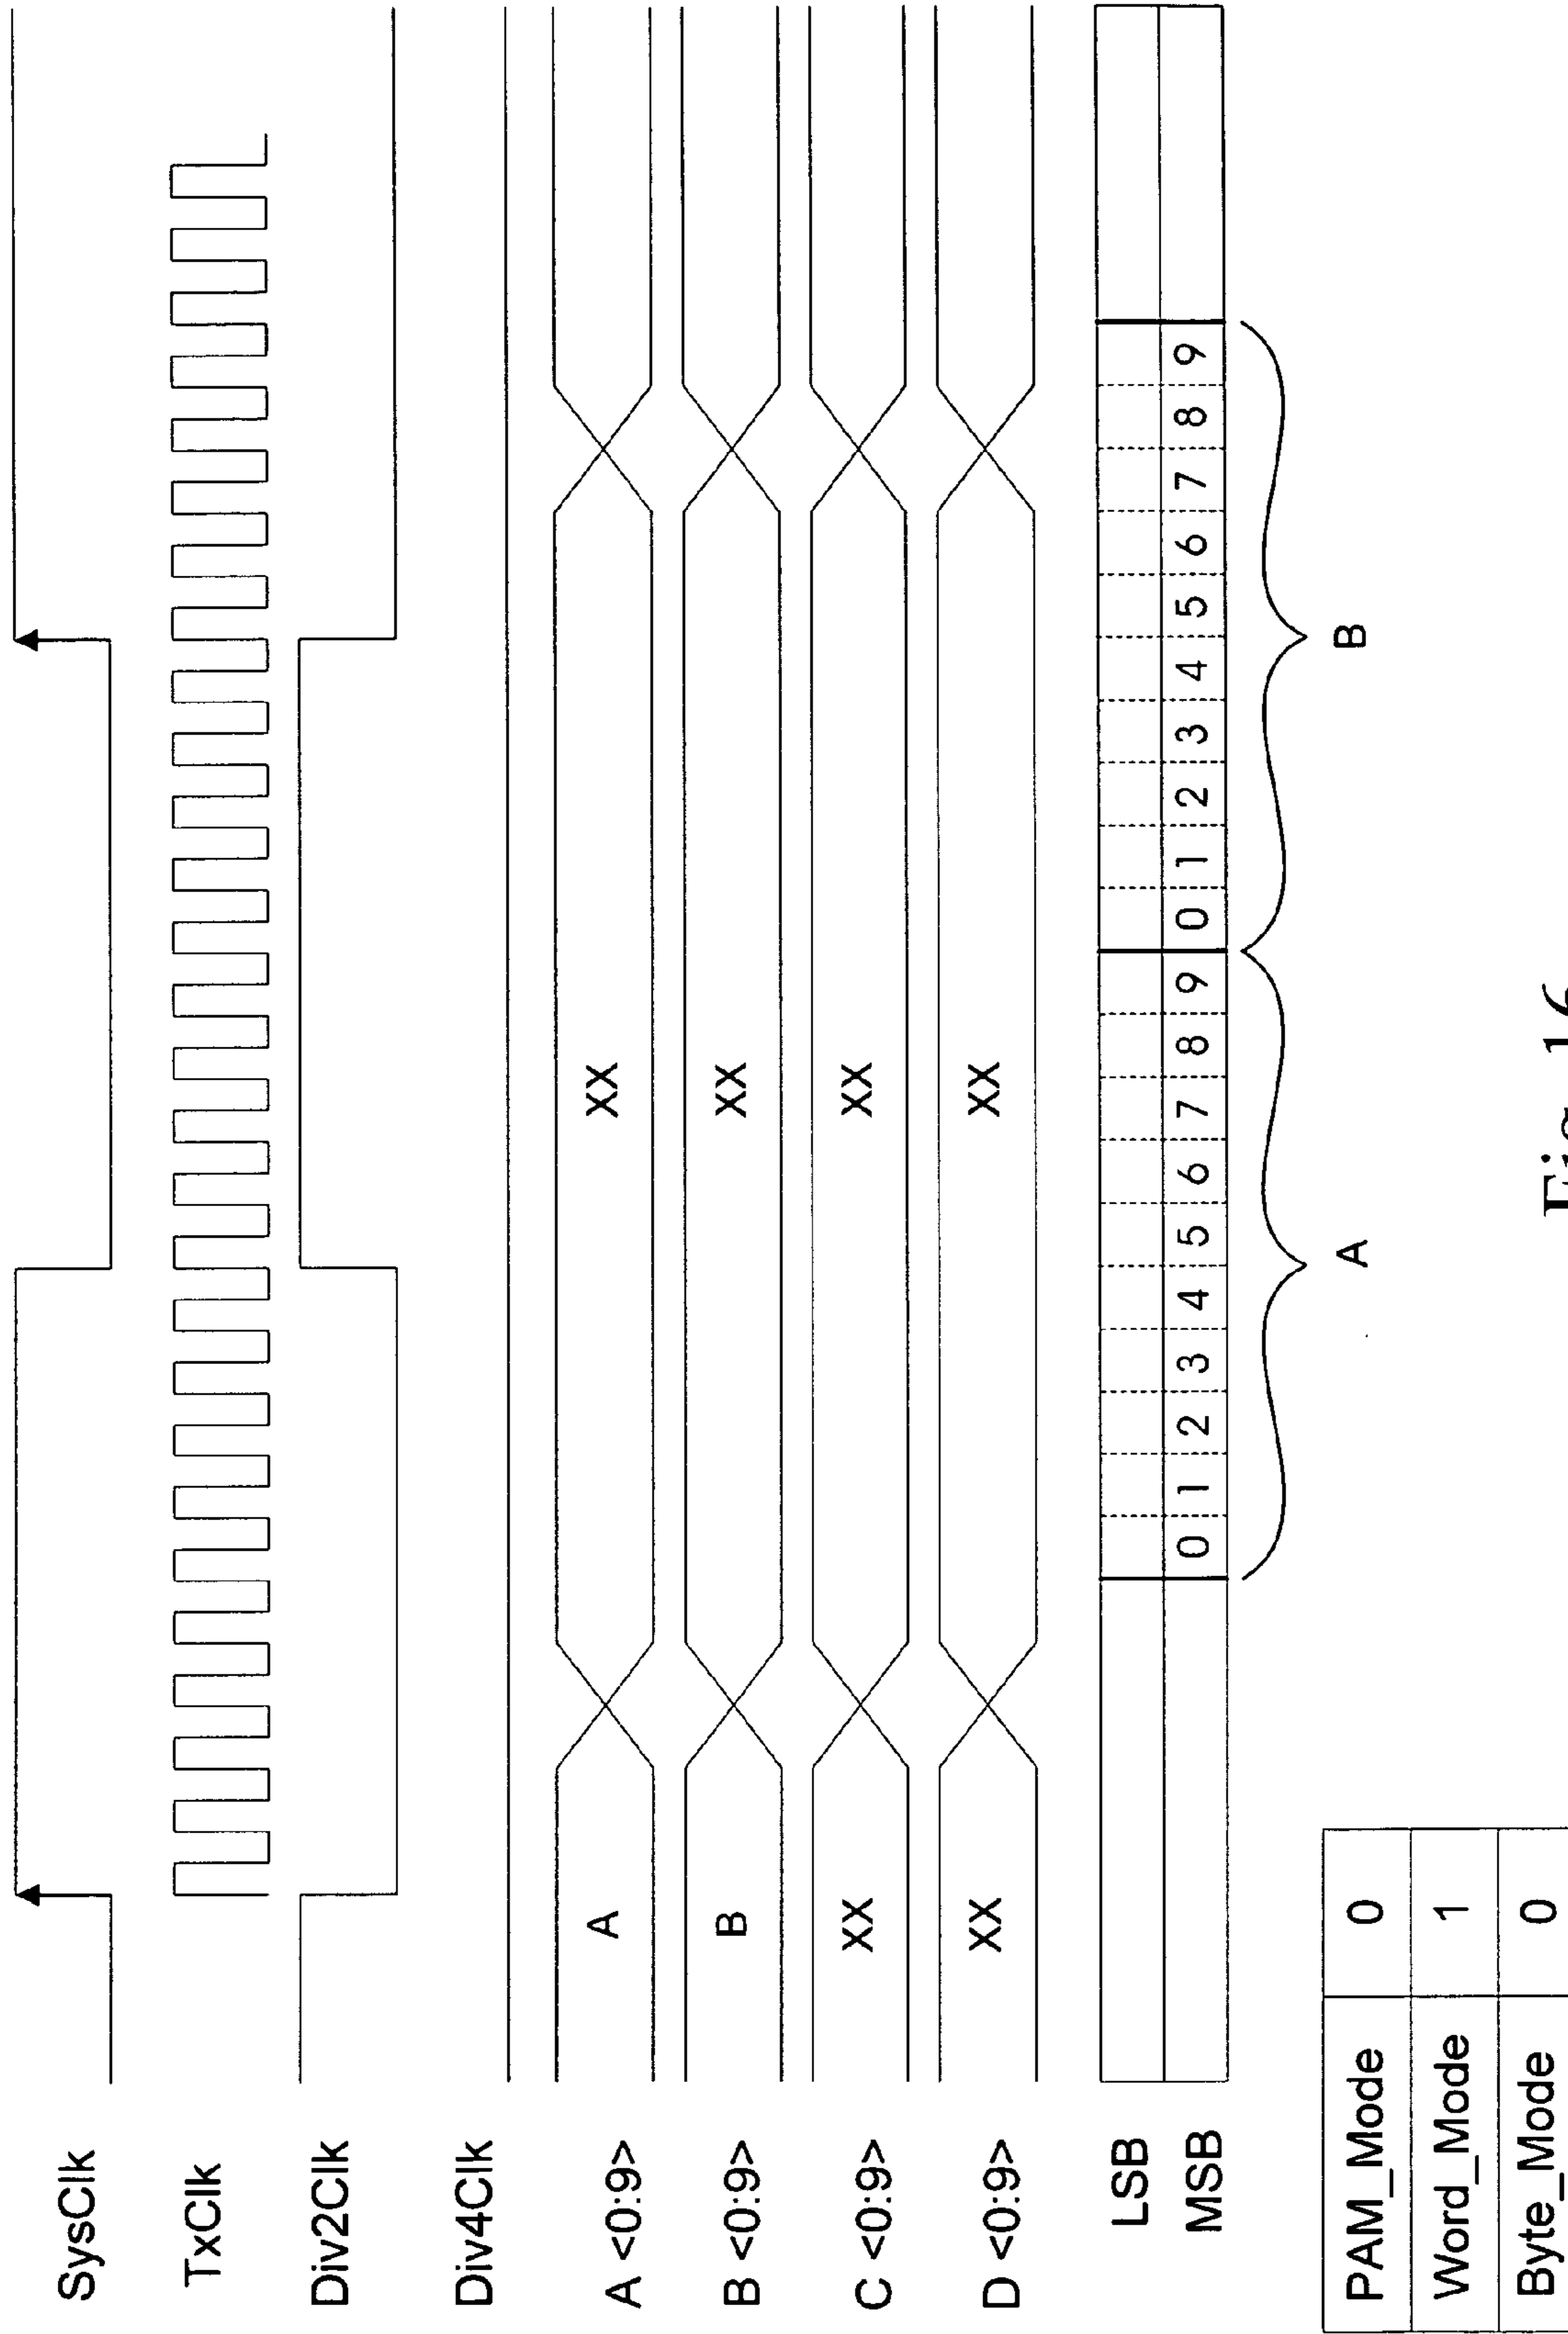 SysClk
TxClk
Div2Clk
Div4Clk
A <0:9> A XX
B <0:9> B XX
C <0:9> XX XX
D <0:9> XX XX
LSB
MSB 0 1 2 3 4 5 6 7 8 9 0 1 2 3 4 5 6 7 8 9
A B
PAM_Mode 0
Word_Mode 1
Byte_Mode 0
Fig. 16